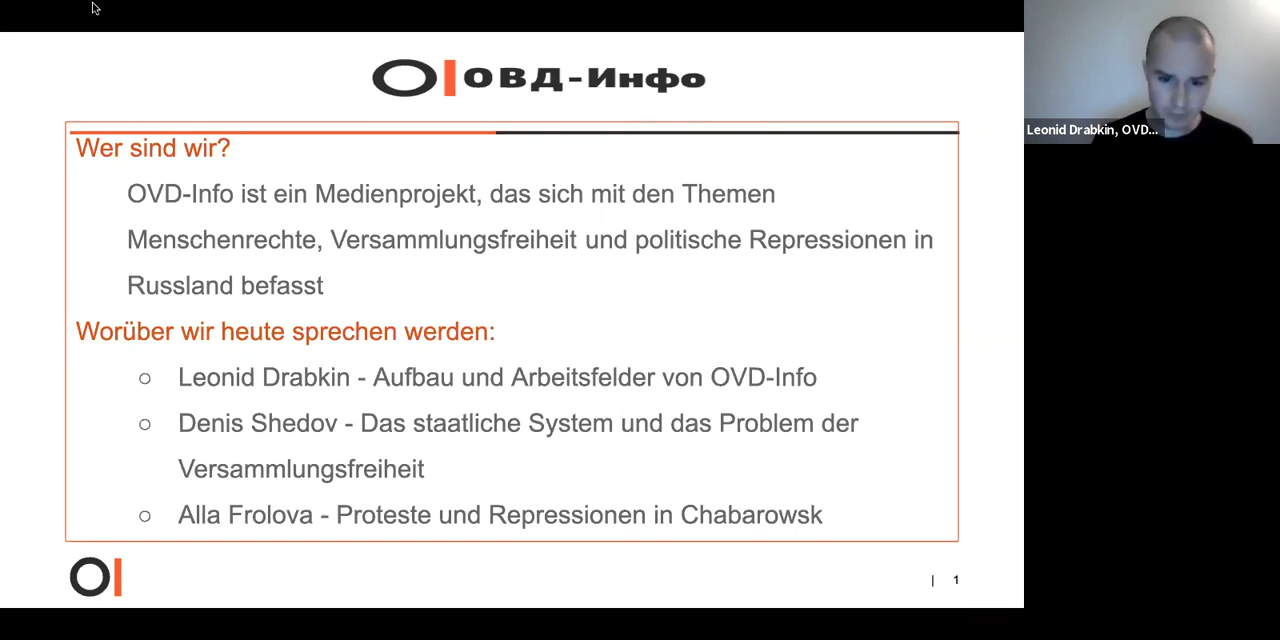 ОВД-Инфо
Leonid Drabkin, OVD...
Wer sind wir?
OVD-Info ist ein Medienprojekt, das sich mit den Themen
Menschenrechte, Versammlungsfreiheit und politische Repressionen in
Russland befasst
Worüber wir heute sprechen werden:
○ Leonid Drabkin - Aufbau und Arbeitsfelder von OVD-Info
○ Denis Shedov - Das staatliche System und das Problem der
Versammlungsfreiheit
○ Alla Frolova - Proteste und Repressionen in Chabarowsk
| 1